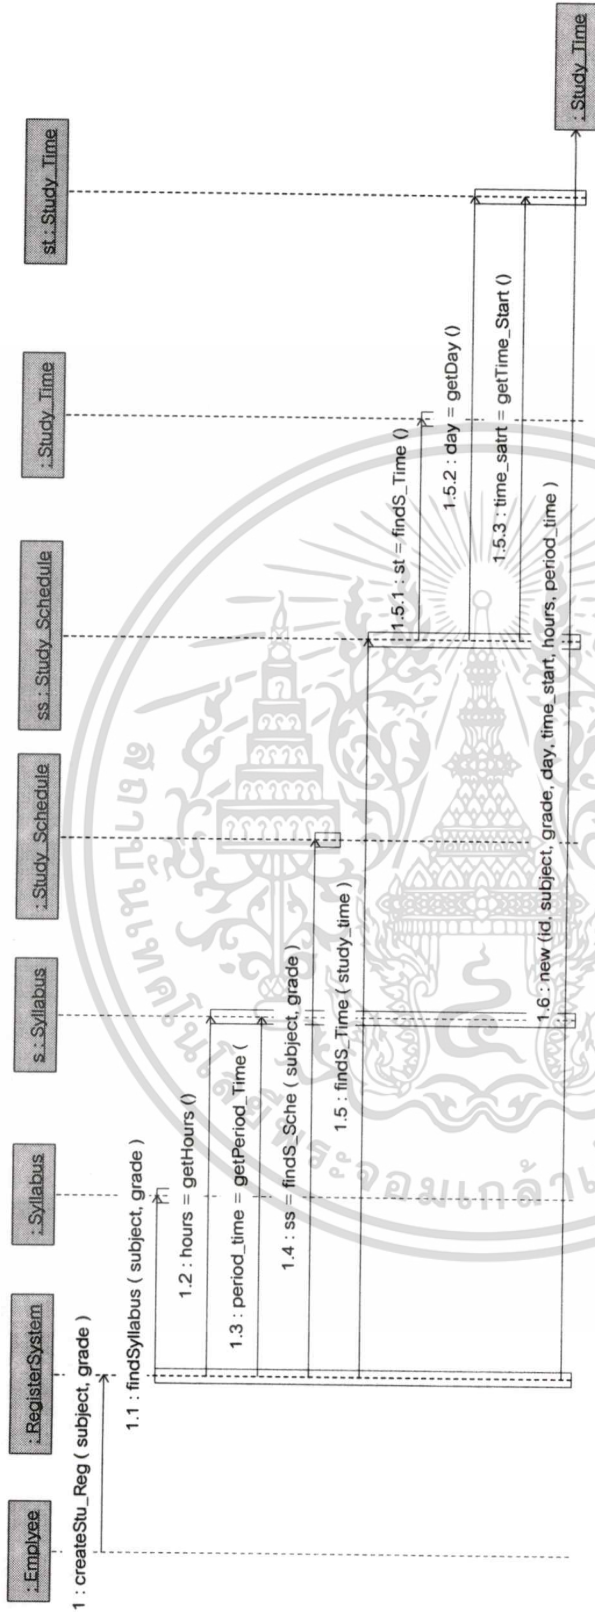 : Emplyee
: RegisterSystem
: Syllabus
s : Syllabus
: Study_Schedule
ss : Study_Schedule
: Study_Time
st : Study_Time
1 : createStu_Reg ( subject, grade )
1.1 : findSyllabus ( subject, grade )
1.2 : hours = getHours ()
1.3 : period_time = getPeriod_Time (
1.4 : ss = findS_Sche ( subject, grade )
1.5 : findS_Time ( study_time )
1.5.1 : st = findS_Time ()
1.5.2 : day = getDay ()
1.5.3 : time_satrt = getTime_Start ()
1.6 : new (id, subject, grade, day, time_start, hours, period_time )
: Study_Time